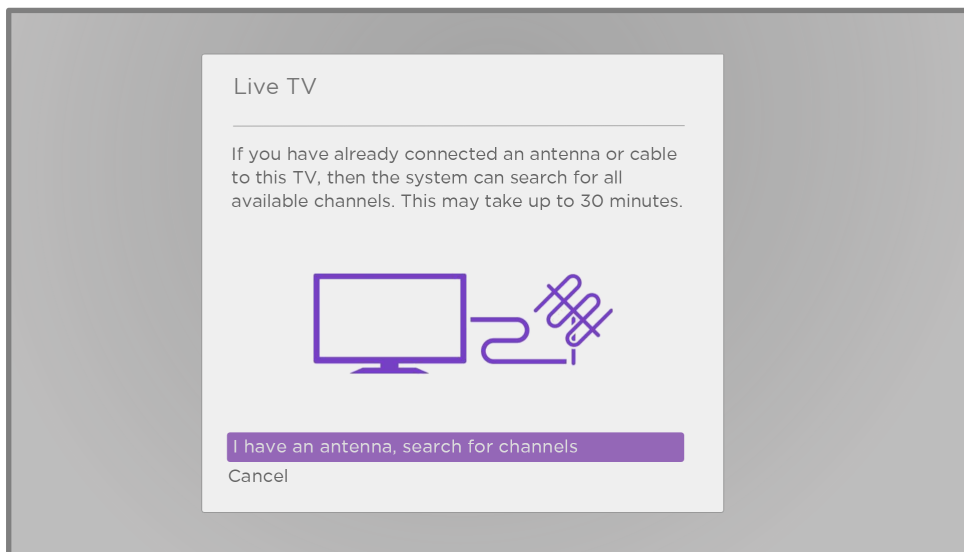 Live TV
If you have already connected an antenna or cable
to this TV, then the system can search for all
available channels. This may take up to 30 minutes.
I have an antenna, search for channels
Cancel